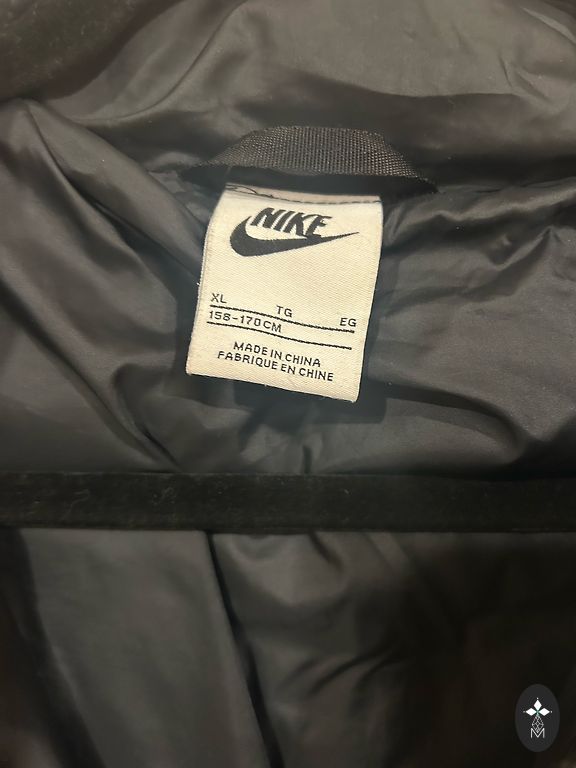 NIKE
XL TG EG
158-170CM
MADE IN CHINA
FABRIQUE EN CHINE
M